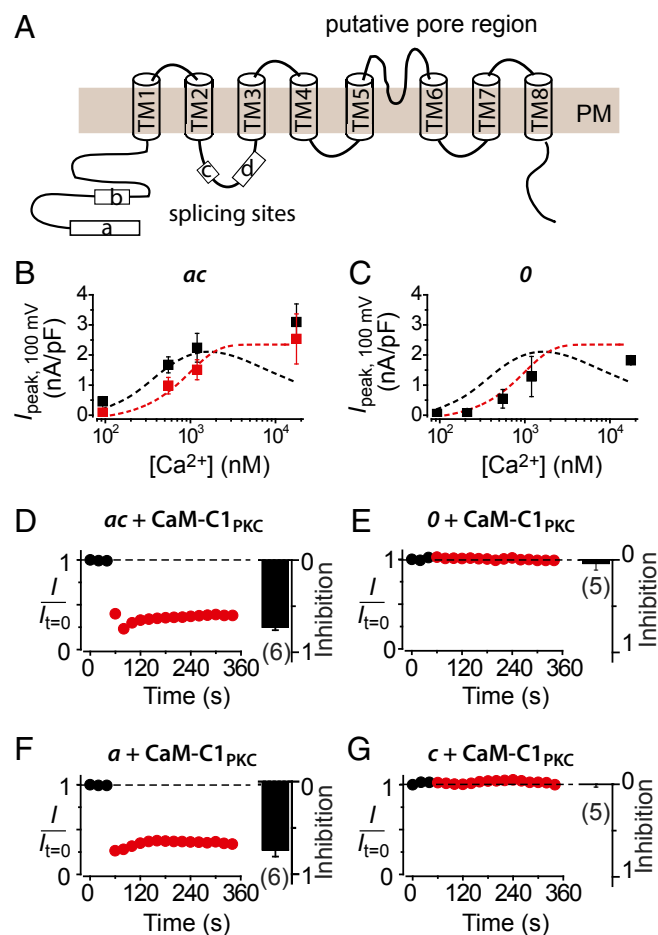 A
putative pore region
TM1 TM2 TM3 TM4 TM5 TM6 TM7 TM8
PM
b c d
a
splicing sites
B ac
4
3
2
1
0
I peak, 100 mV
(nA/pF)
10² 10³ 10⁴
[Ca²⁺] (nM)
C 0
4
3
2
1
0
I peak, 100 mV
(nA/pF)
10² 10³ 10⁴
[Ca²⁺] (nM)
D ac + CaM-C1PKC
1
0
I
It=0
0 120 240 360
Time (s)
0
1
Inhibition
(6)
E 0 + CaM-C1PKC
1
0
I
It=0
0 120 240 360
Time (s)
0
1
Inhibition
(5)
F a + CaM-C1PKC
1
0
I
It=0
0 120 240 360
Time (s)
0
1
Inhibition
(6)
G c + CaM-C1PKC
1
0
I
It=0
0 120 240 360
Time (s)
0
1
Inhibition
(5)